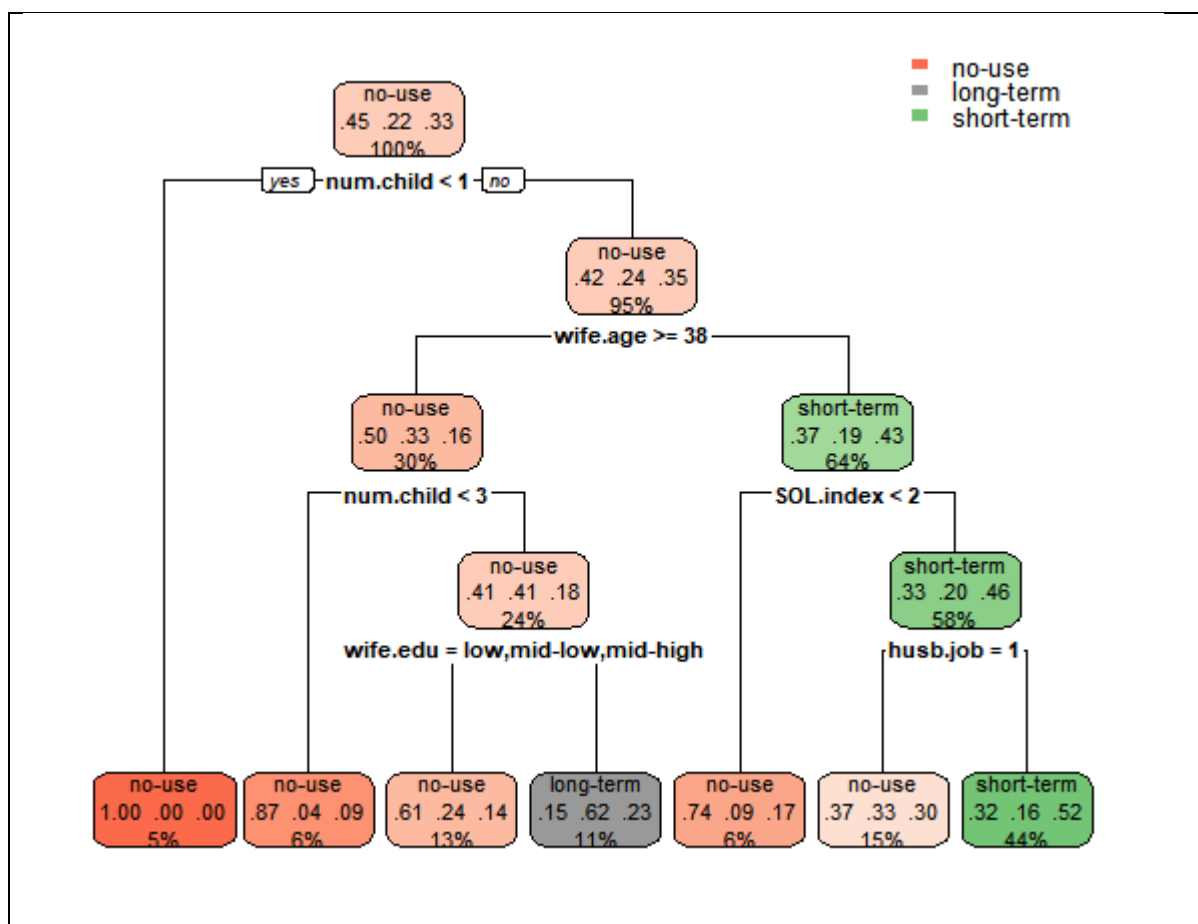 no-use
long-term
short-term
no-use
.45 .22 .33
100%
yes num.child < 1 no
no-use
.42 .24 .35
95%
wife.age >= 38
no-use
.50 .33 .16
30%
short-term
.37 .19 .43
64%
num.child < 3
SOL.index < 2
no-use
.41 .41 .18
24%
short-term
.33 .20 .46
58%
wife.edu = low,mid-low,mid-high
husb.job = 1
no-use
1.00 .00 .00
5%
no-use
.87 .04 .09
6%
no-use
.61 .24 .14
13%
long-term
.15 .62 .23
11%
no-use
.74 .09 .17
6%
no-use
.37 .33 .30
15%
short-term
.32 .16 .52
44%